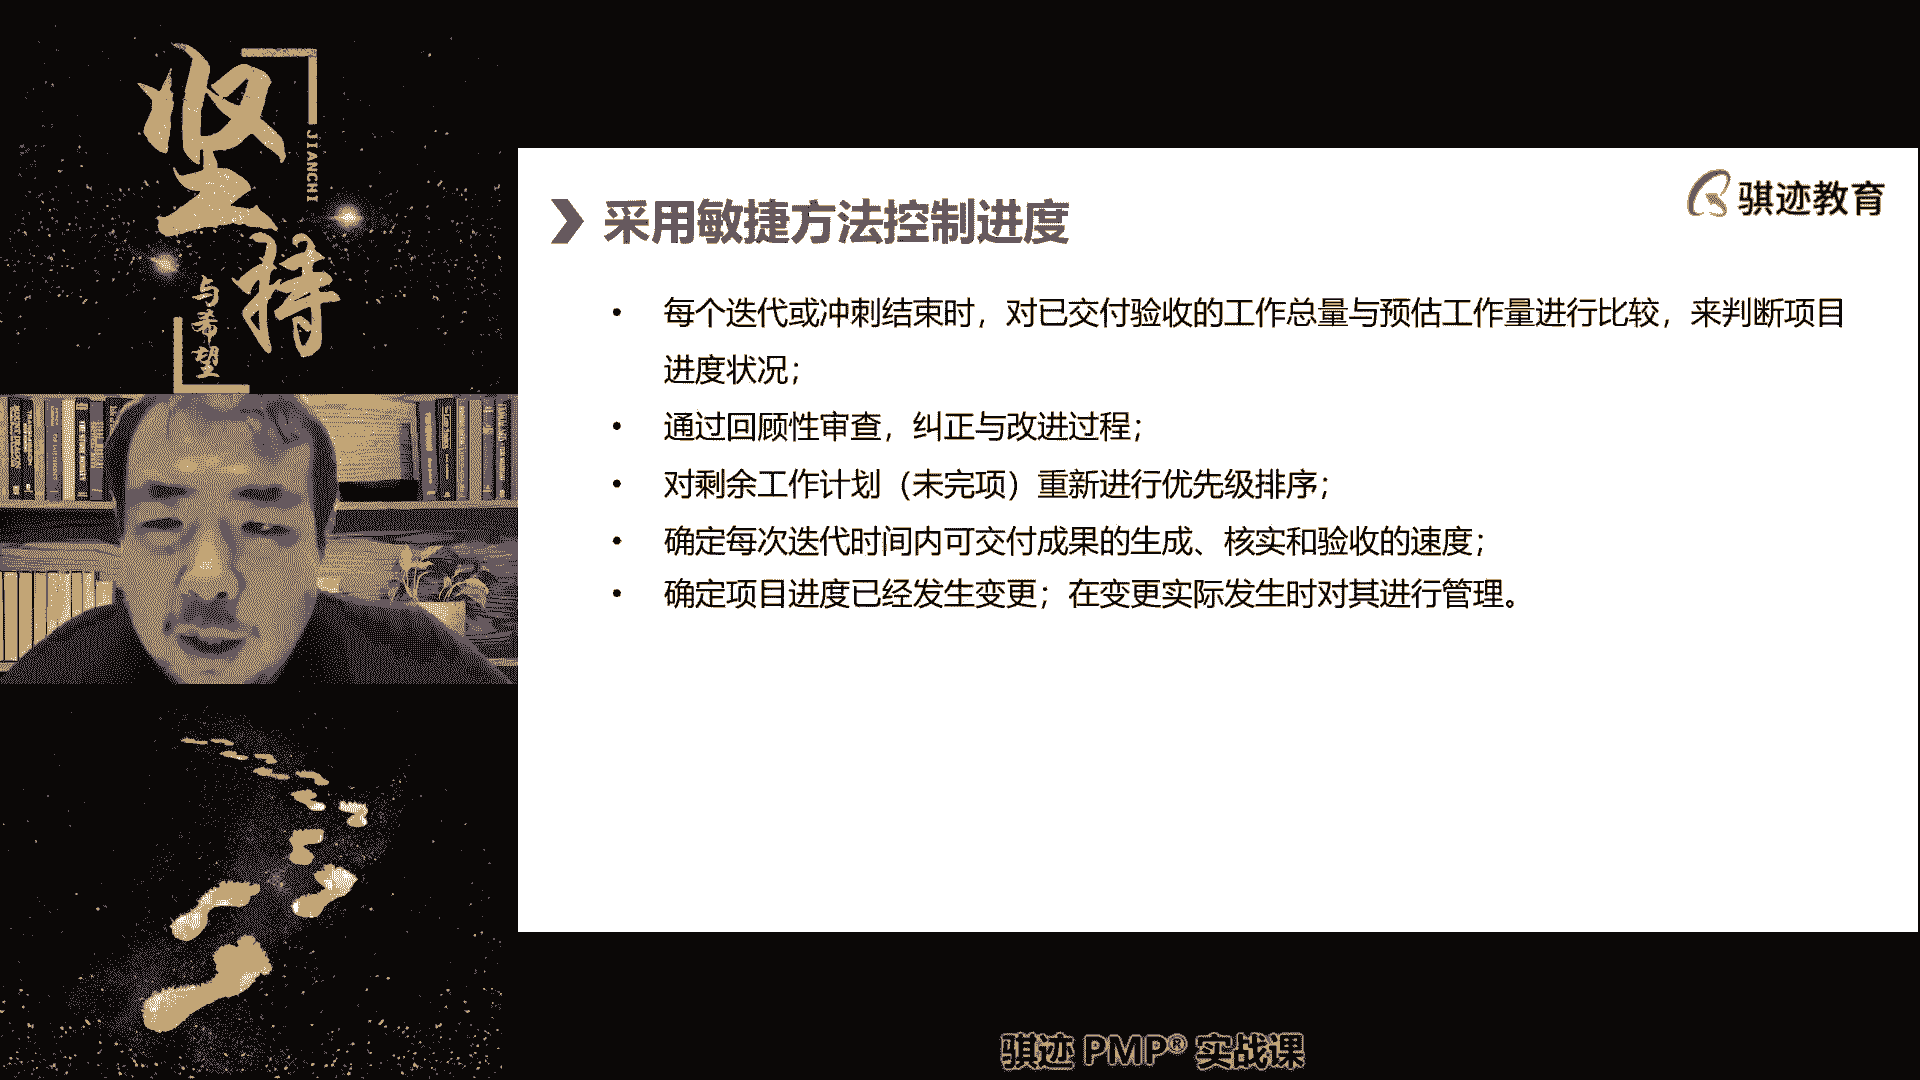 坚持
JIANCHI
与希望
骐迹教育
采用敏捷方法控制进度
• 每个迭代或冲刺结束时，对已交付验收的工作总量与预估工作量进行比较，来判断项目
进度状况；
• 通过回顾性审查，纠正与改进过程；
• 对剩余工作计划（未完项）重新进行优先级排序；
• 确定每次迭代时间内可交付成果的生成、核实和验收的速度；
• 确定项目进度已经发生变更；在变更实际发生时对其进行管理。
骐迹 PMP® 实战课